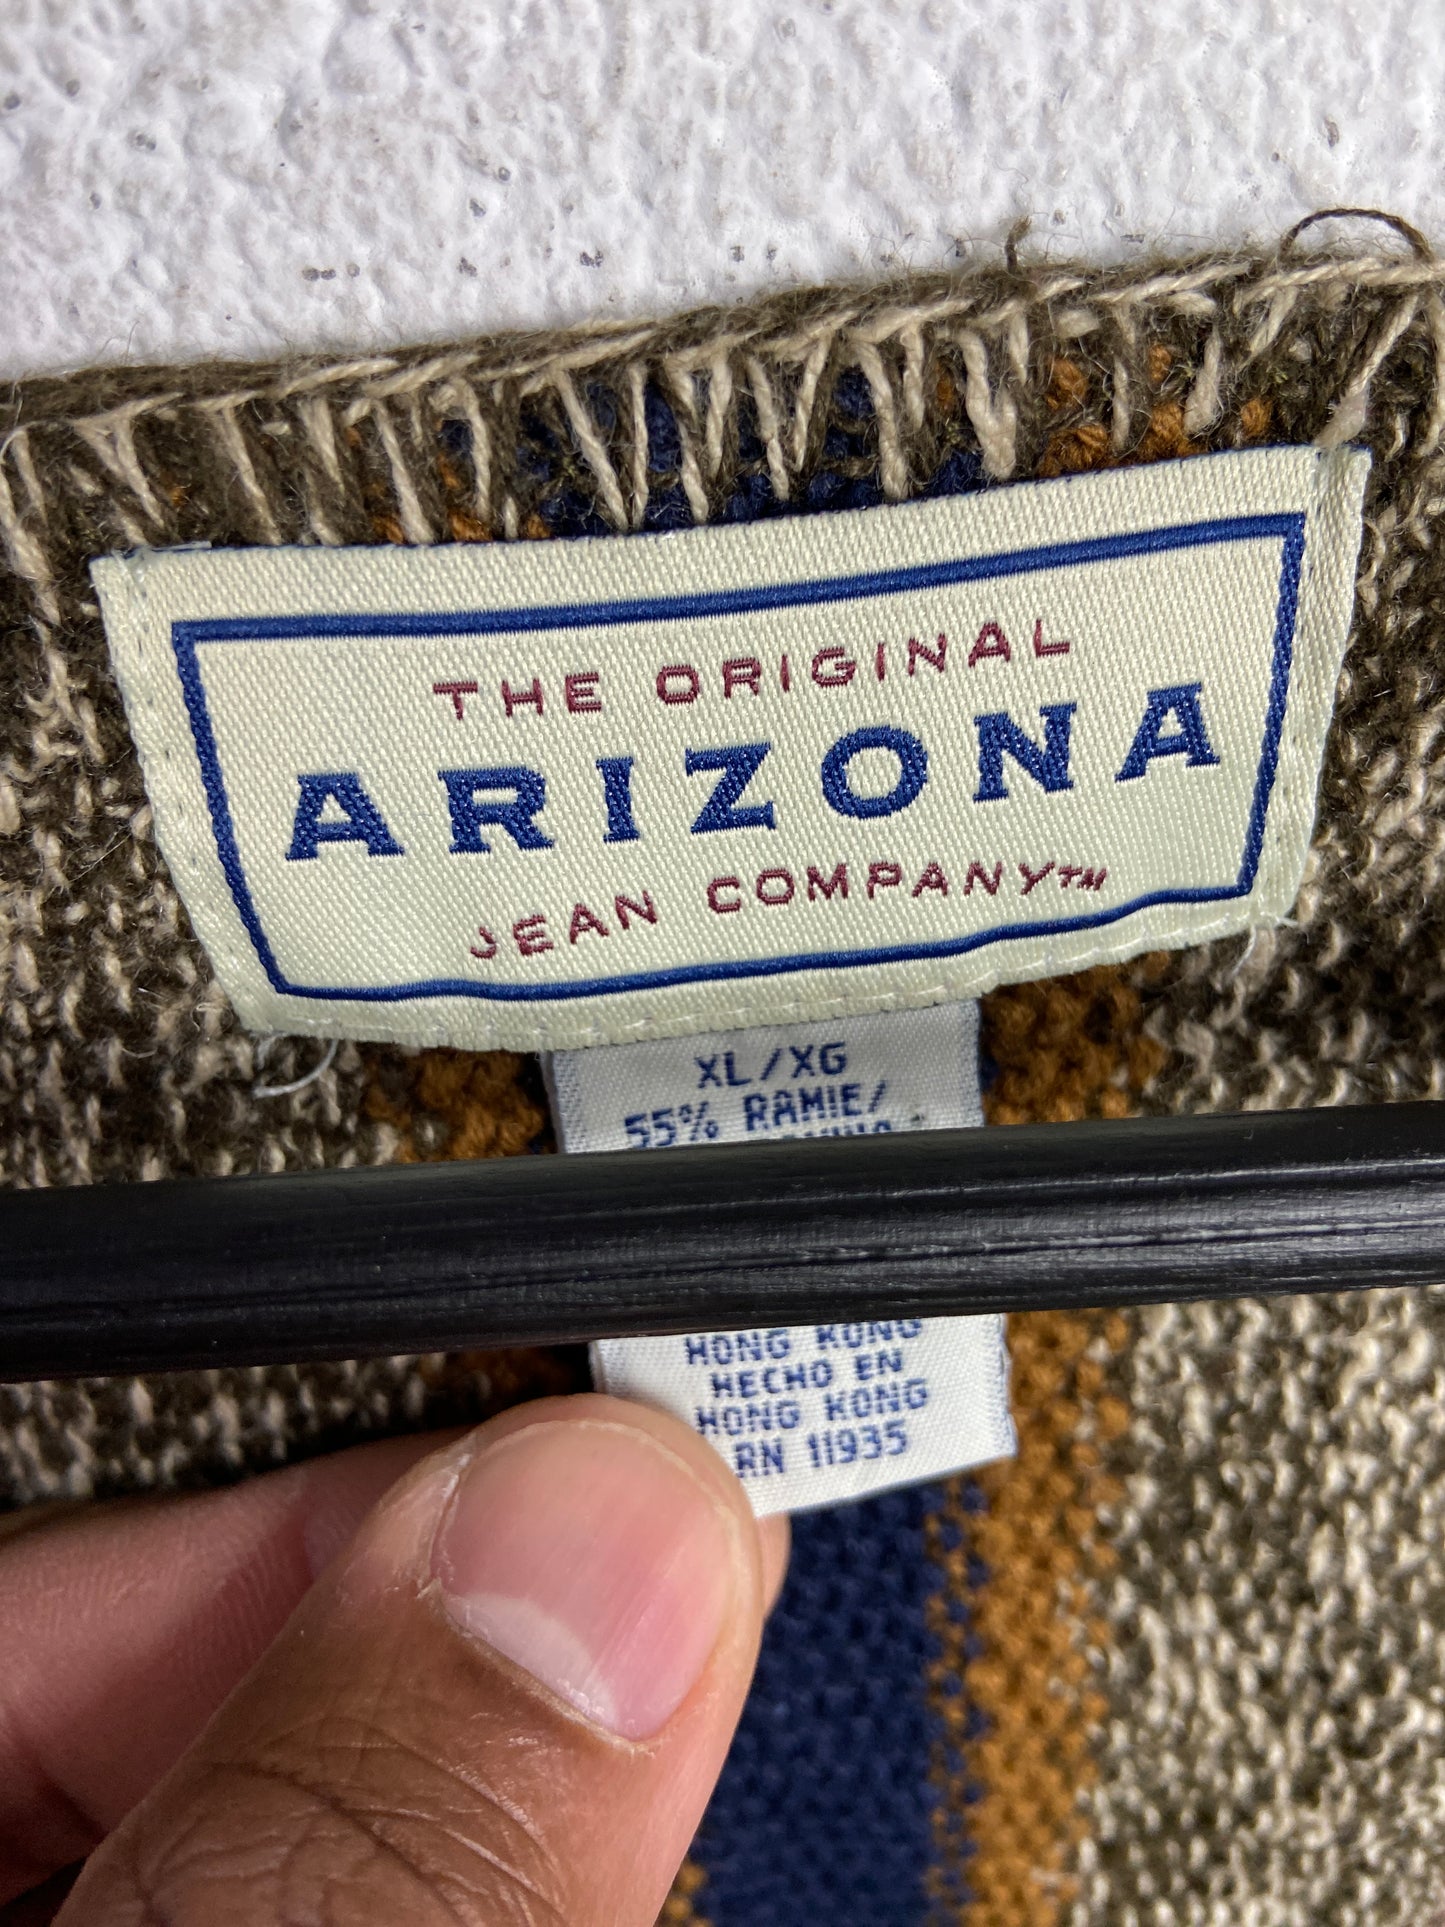 THE ORIGINAL
ARIZONA
JEAN COMPANY™
XL/XG
55% RAMIE/
HONG KONG
HECHO EN
HONG KONG
RN 11935